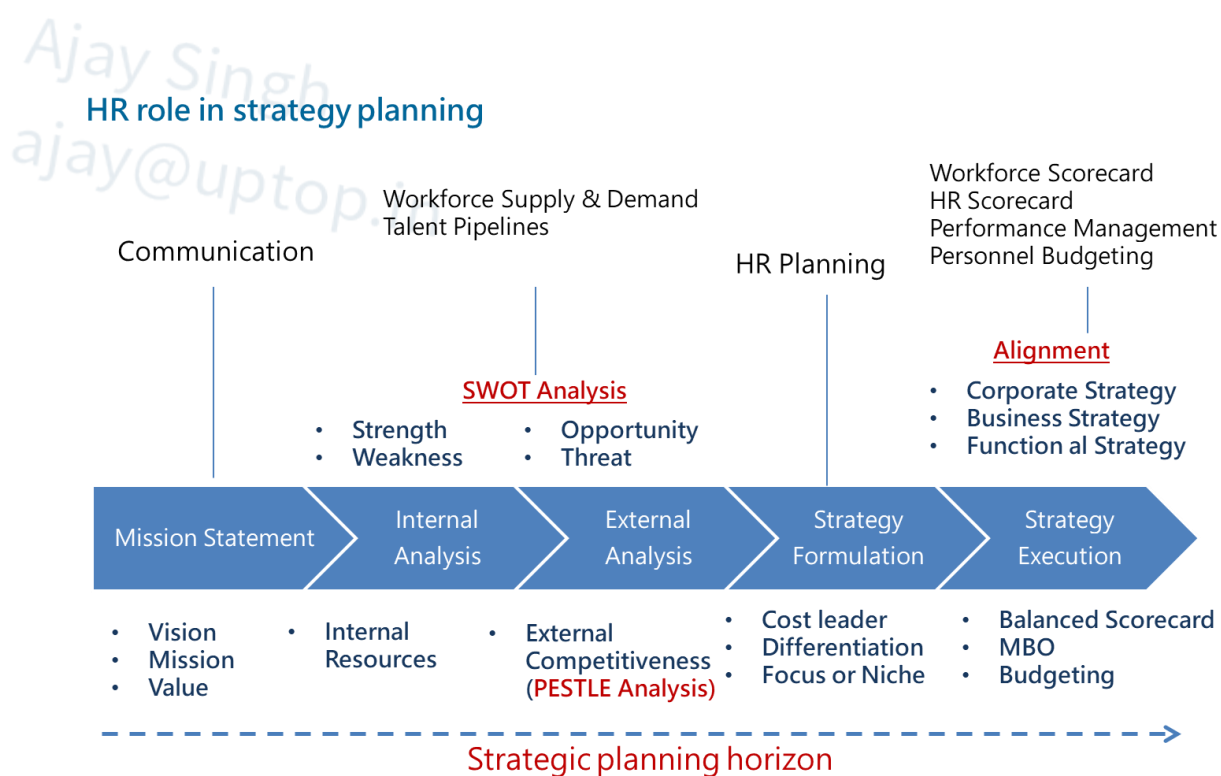 Ajay Singh
HR role in strategy planning
ajay@uptop.in
Workforce Supply & Demand
Talent Pipelines
Communication
HR Planning
Workforce Scorecard
HR Scorecard
Performance Management
Personnel Budgeting
SWOT Analysis
• Strength
• Weakness
• Opportunity
• Threat
Alignment
• Corporate Strategy
• Business Strategy
• Function al Strategy
Mission Statement
Internal
Analysis
External
Analysis
Strategy
Formulation
Strategy
Execution
• Vision
• Mission
• Value
• Internal
Resources
• External
Competitiveness
(PESTLE Analysis)
• Cost leader
• Differentiation
• Focus or Niche
• Balanced Scorecard
• MBO
• Budgeting
Strategic planning horizon